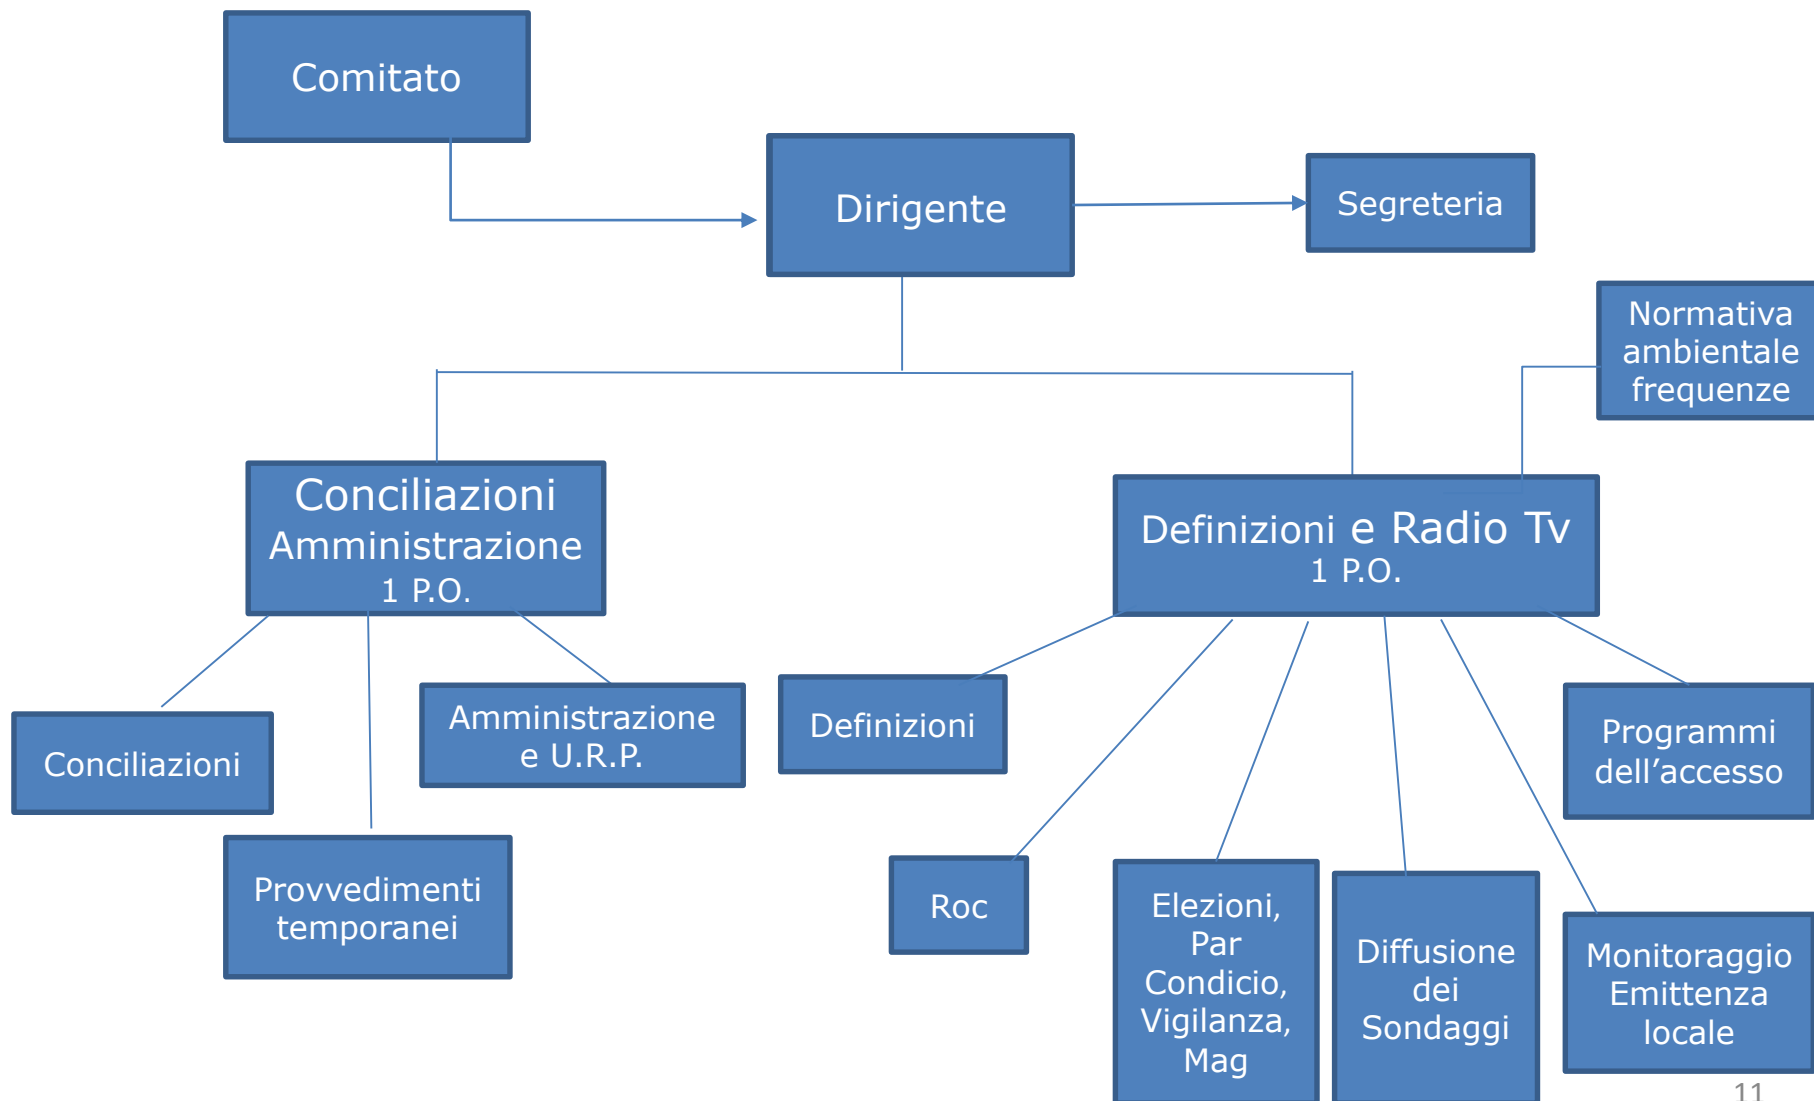 Comitato
Dirigente
Segreteria
Normativa
ambientale
frequenze
Conciliazioni
Amministrazione
1 P.O.
Definizioni e Radio Tv
1 P.O.
Conciliazioni
Amministrazione
e U.R.P.
Definizioni
Programmi
dell’accesso
Provvedimenti
temporanei
Roc
Elezioni,
Par
Condicio,
Vigilanza,
Mag
Diffusione
dei
Sondaggi
Monitoraggio
Emittenza
locale
11